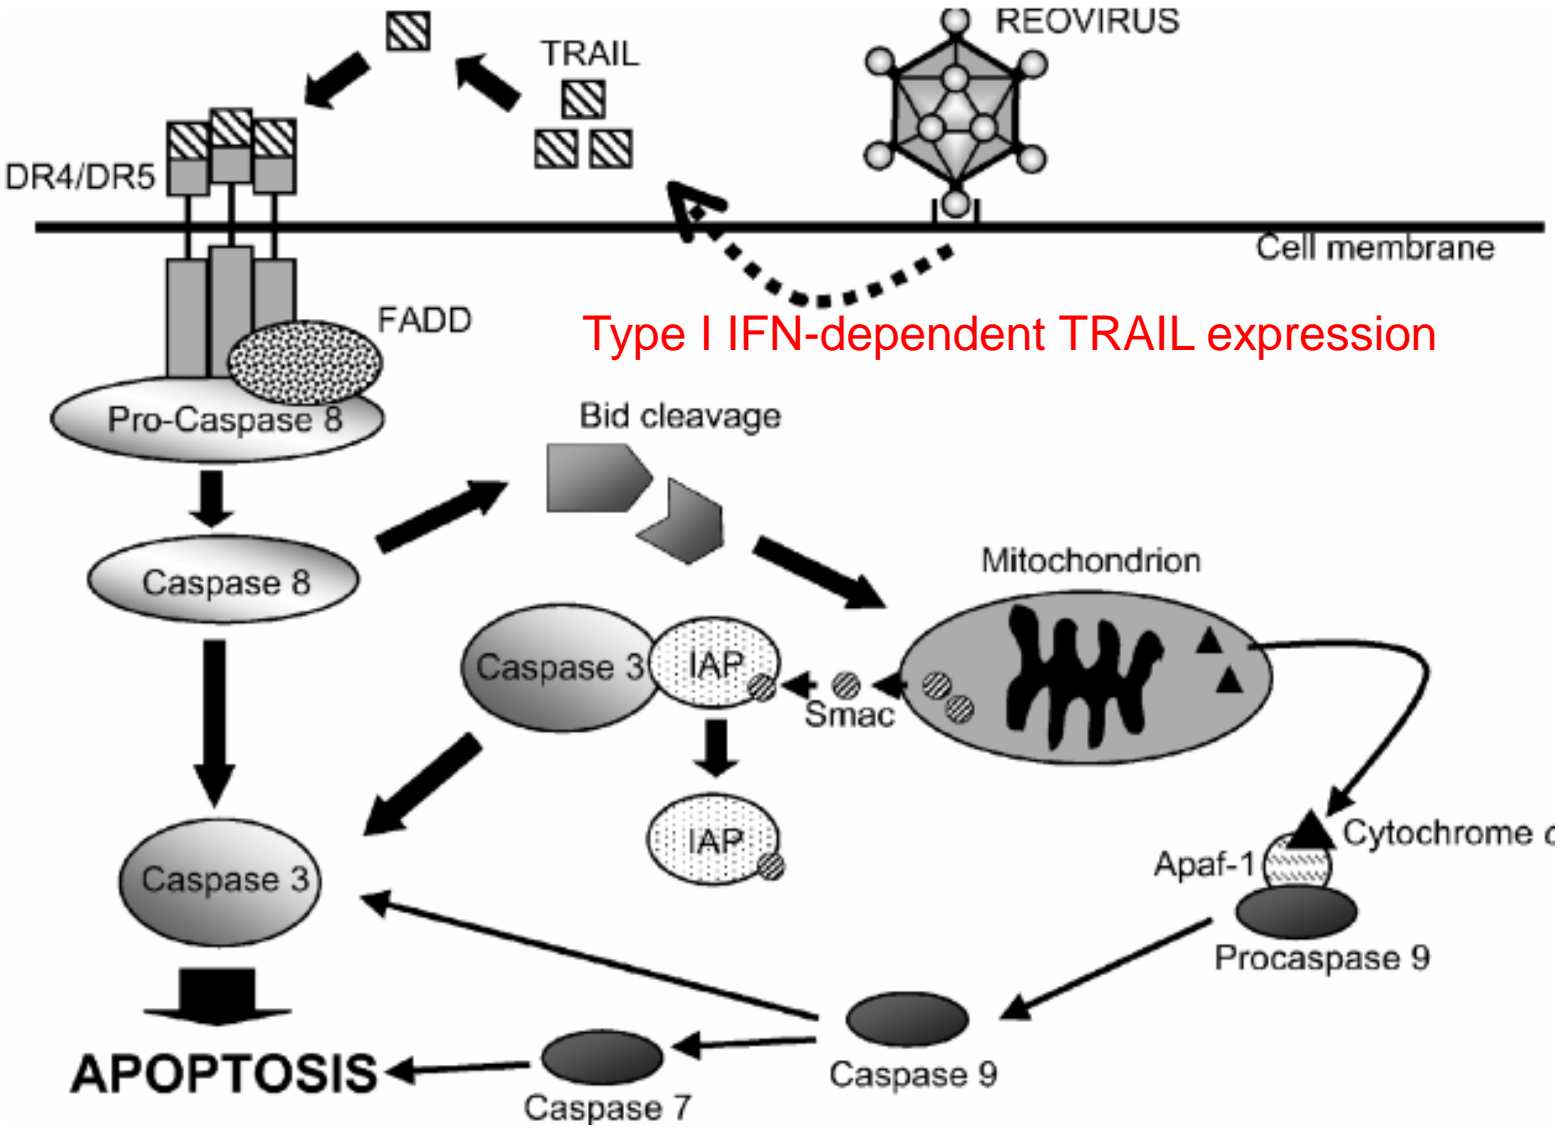 REOVIRUS
TRAIL
DR4/DR5
Cell membrane
FADD
Type I IFN-dependent TRAIL expression
Pro-Caspase 8
Bid cleavage
Caspase 8
Mitochondrion
Caspase 3
IAP
Smac
IAP
Caspase 3
Cytochrome c
Apaf-1
Procaspase 9
APOPTOSIS
Caspase 9
Caspase 7